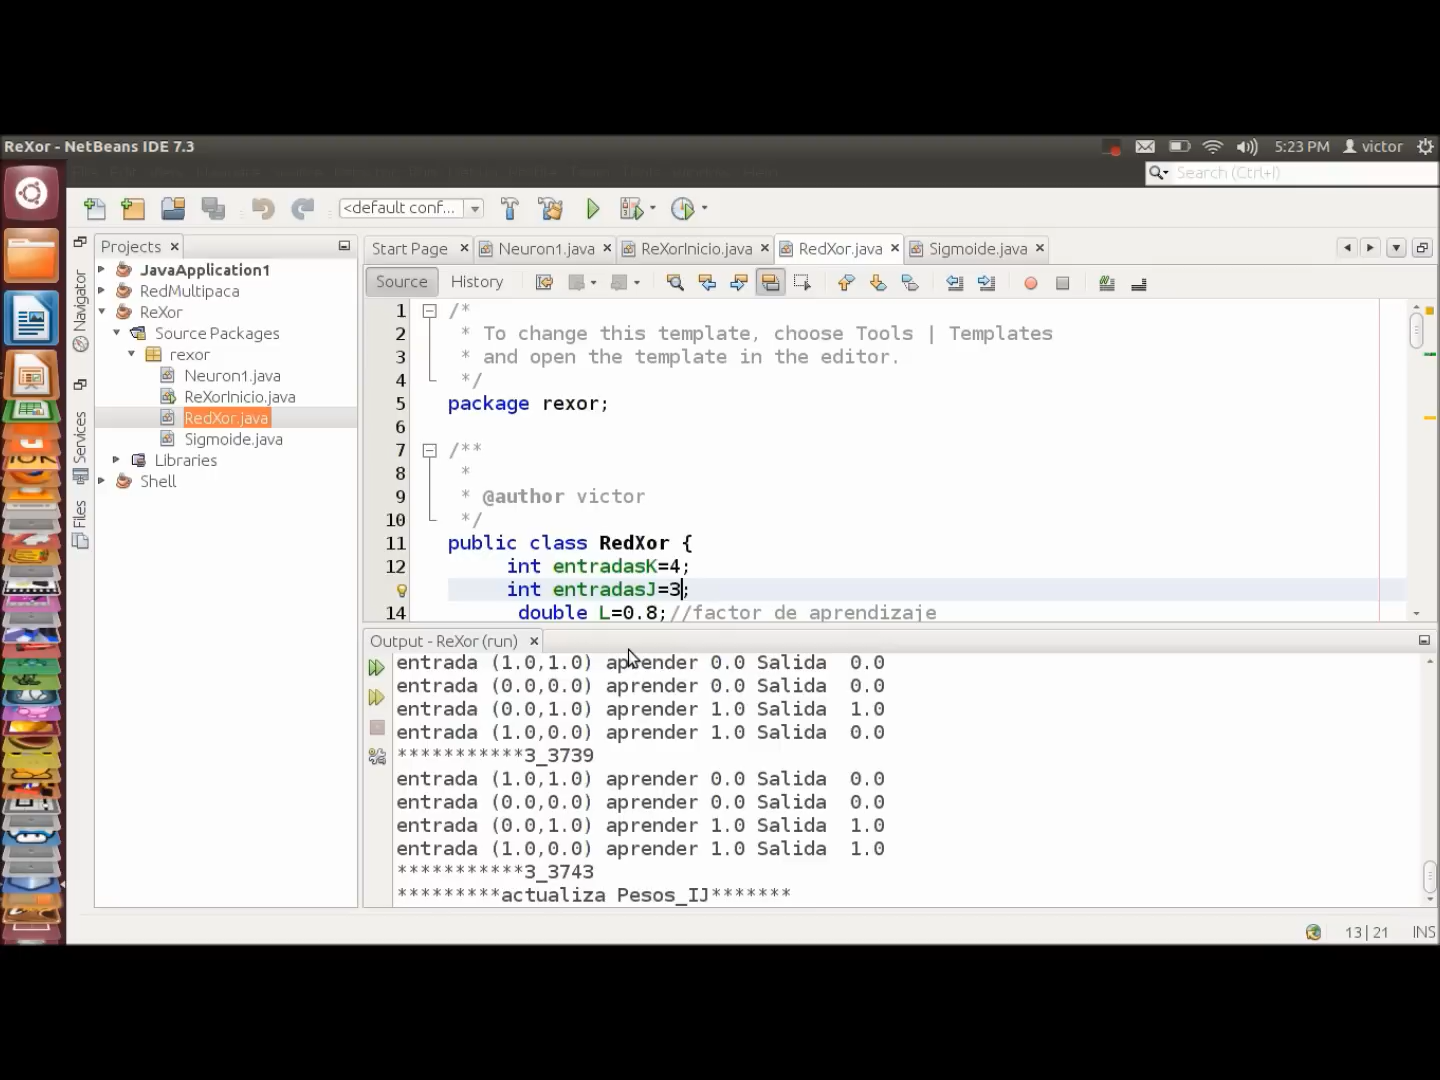 ReXor - NetBeans IDE 7.3
5:23 PM victor
Search (Ctrl+I)
<default conf...
Projects
Start Page
Neuron1.java
ReXorInicio.java
RedXor.java
Sigmoide.java
Navigator
Services
Files
JavaApplication1
RedMultipaca
ReXor
Source Packages
rexor
Neuron1.java
ReXorInicio.java
RedXor.java
Sigmoide.java
Libraries
Shell
Source History
1 /*
2 * To change this template, choose Tools | Templates
3 * and open the template in the editor.
4 */
5 package rexor;
6
7 /**
8 *
9 * @author victor
10 */
11 public class RedXor {
12 int entradasK=4;
int entradasJ=3;
14 double L=0.8;//factor de aprendizaje
Output - ReXor (run)
entrada (1.0,1.0) aprender 0.0 Salida 0.0
entrada (0.0,0.0) aprender 0.0 Salida 0.0
entrada (0.0,1.0) aprender 1.0 Salida 1.0
entrada (1.0,0.0) aprender 1.0 Salida 0.0
***********3_3739
entrada (1.0,1.0) aprender 0.0 Salida 0.0
entrada (0.0,0.0) aprender 0.0 Salida 0.0
entrada (0.0,1.0) aprender 1.0 Salida 1.0
entrada (1.0,0.0) aprender 1.0 Salida 1.0
***********3_3743
*********actualiza Pesos_IJ*******
13|21 INS